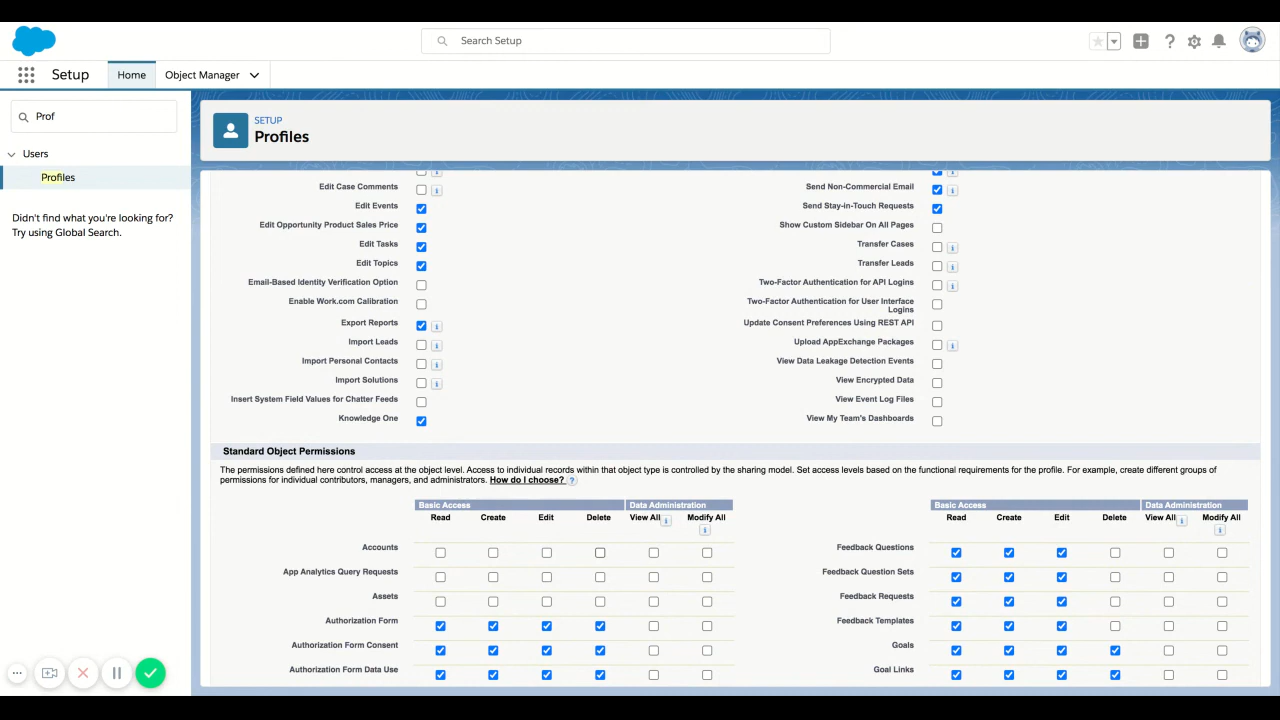 Search Setup
Setup
Home
Object Manager
Prof
Users
Profiles
Didn't find what you're looking for?
Try using Global Search.
SETUP
Profiles
Edit Case Comments
Edit Events
Edit Opportunity Product Sales Price
Edit Tasks
Edit Topics
Email-Based Identity Verification Option
Enable Work.com Calibration
Export Reports
Import Leads
Import Personal Contacts
Import Solutions
Insert System Field Values for Chatter Feeds
Knowledge One
Send Non-Commercial Email
Send Stay-in-Touch Requests
Show Custom Sidebar On All Pages
Transfer Cases
Transfer Leads
Two-Factor Authentication for API Logins
Two-Factor Authentication for User Interface
Logins
Update Consent Preferences Using REST API
Upload AppExchange Packages
View Data Leakage Detection Events
View Encrypted Data
View Event Log Files
View My Team's Dashboards
Standard Object Permissions
The permissions defined here control access at the object level. Access to individual records within that object type is controlled by the sharing model. Set access levels based on the functional requirements for the profile. For example, create different groups of
permissions for individual contributors, managers, and administrators. How do I choose? ?
Basic Access Data Administration
Read Create Edit Delete View All Modify All
Accounts
App Analytics Query Requests
Assets
Authorization Form
Authorization Form Consent
Authorization Form Data Use
Basic Access Data Administration
Read Create Edit Delete View All Modify All
Feedback Questions
Feedback Question Sets
Feedback Requests
Feedback Templates
Goals
Goal Links